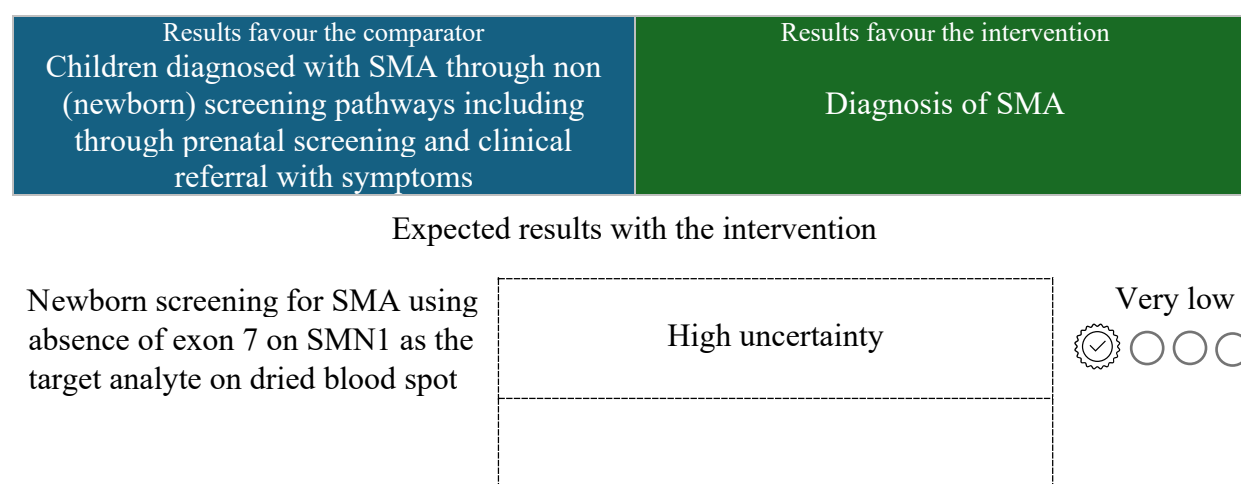 Results favour the comparator
Children diagnosed with SMA through non
(newborn) screening pathways including
through prenatal screening and clinical
referral with symptoms
Results favour the intervention
Diagnosis of SMA
Expected results with the intervention
Newborn screening for SMA using
absence of exon 7 on SMN1 as the
target analyte on dried blood spot
High uncertainty
Very low